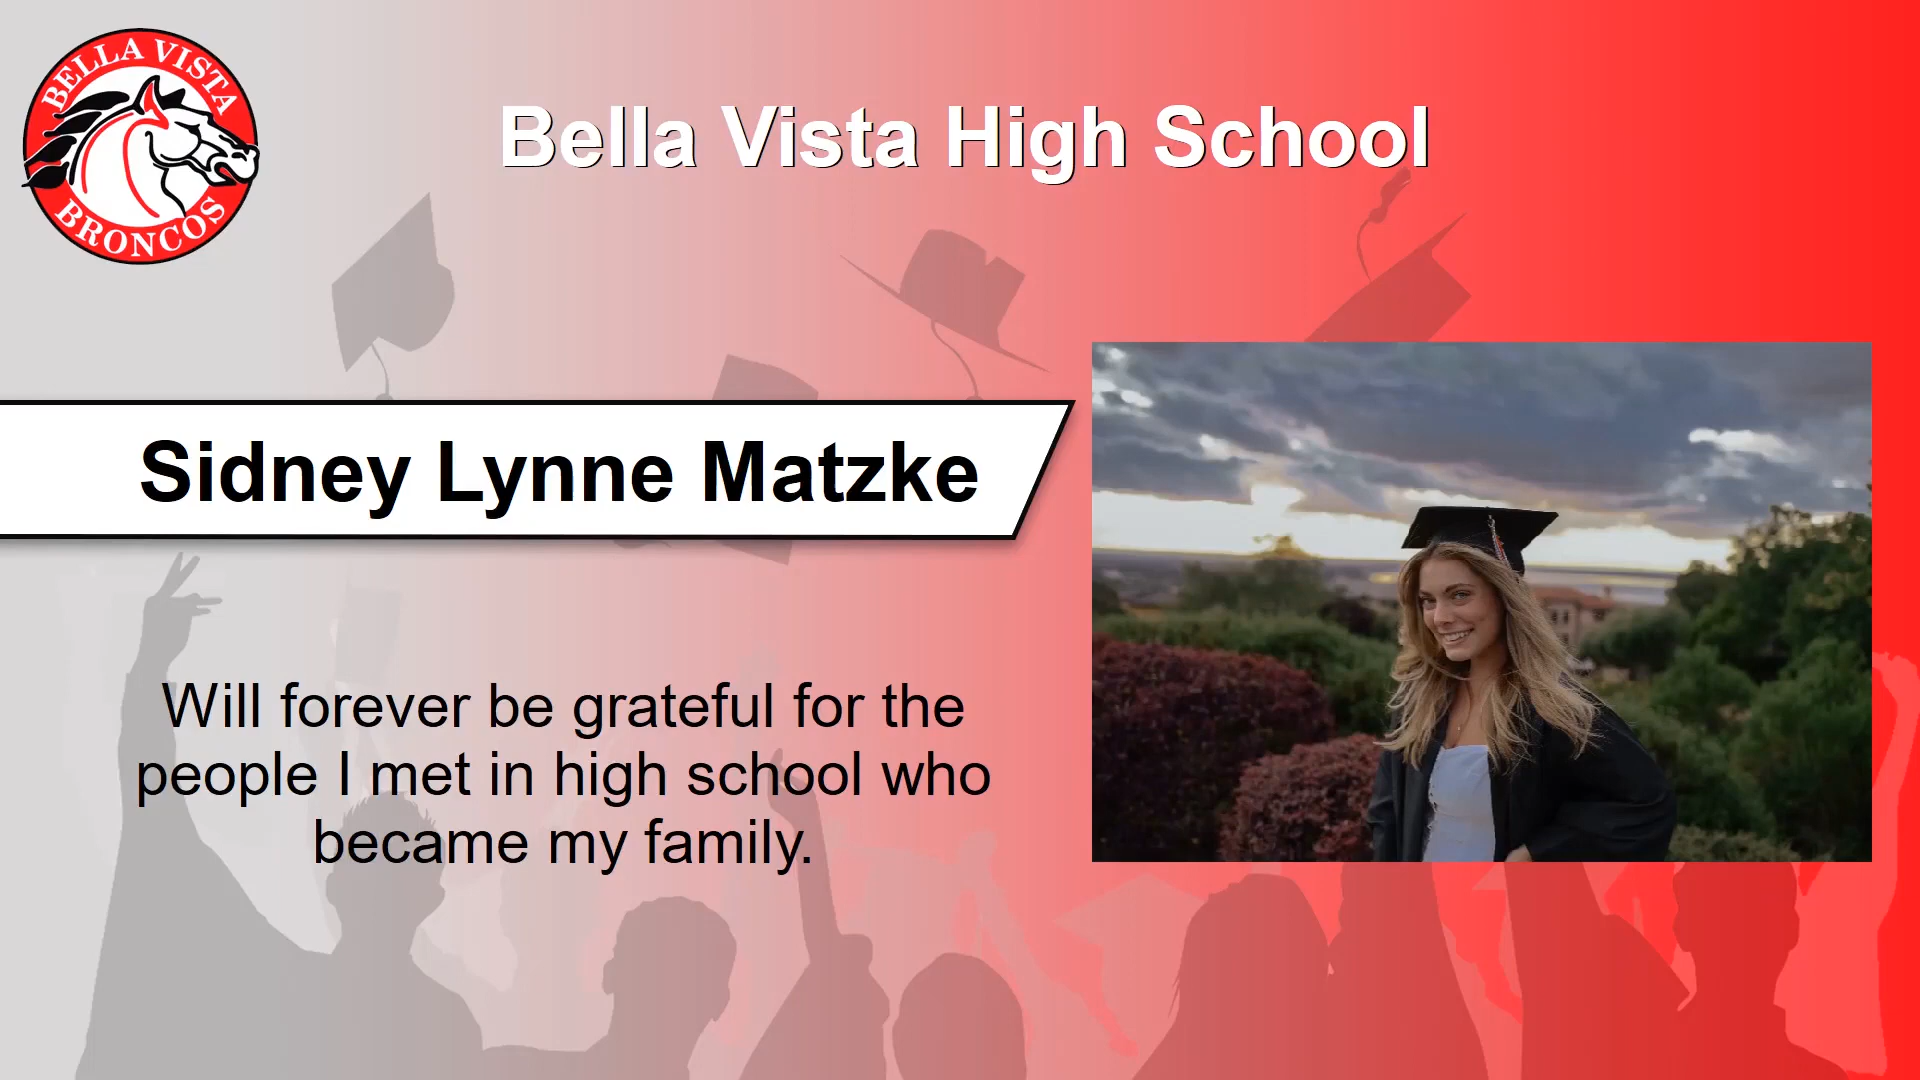 BELLA VISTA
BRONCOS
Bella Vista High School
Sidney Lynne Matzke
Will forever be grateful for the
people I met in high school who
became my family.